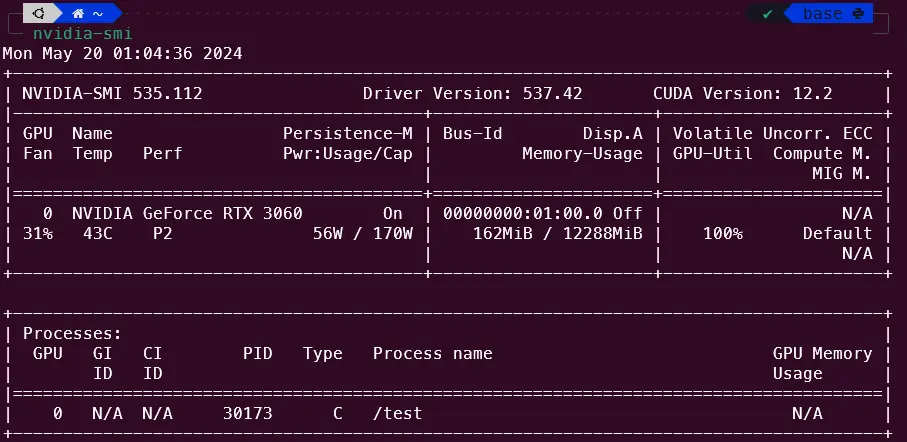 ~ ✔ base
nvidia-smi
Mon May 20 01:04:36 2024
+---------------------------------------------------------------------------------------+
| NVIDIA-SMI 535.112                Driver Version: 537.42       CUDA Version: 12.2     |
|-----------------------------------------+----------------------+----------------------+
| GPU  Name                 Persistence-M | Bus-Id        Disp.A | Volatile Uncorr. ECC |
| Fan  Temp   Perf          Pwr:Usage/Cap |         Memory-Usage | GPU-Util  Compute M. |
|                                         |                      |               MIG M. |
|=========================================+======================+======================|
|   0  NVIDIA GeForce RTX 3060        On  | 00000000:01:00.0 Off |                  N/A |
| 31%   43C    P2              56W / 170W |    162MiB / 12288MiB |    100%      Default |
|                                         |                      |                  N/A |
+-----------------------------------------+----------------------+----------------------+
+---------------------------------------------------------------------------------------+
| Processes:                                                                            |
|  GPU   GI   CI        PID   Type   Process name                            GPU Memory |
|        ID   ID                                                             Usage      |
|=======================================================================================|
|    0   N/A  N/A     30173      C   /test                                     N/A      |
+---------------------------------------------------------------------------------------+